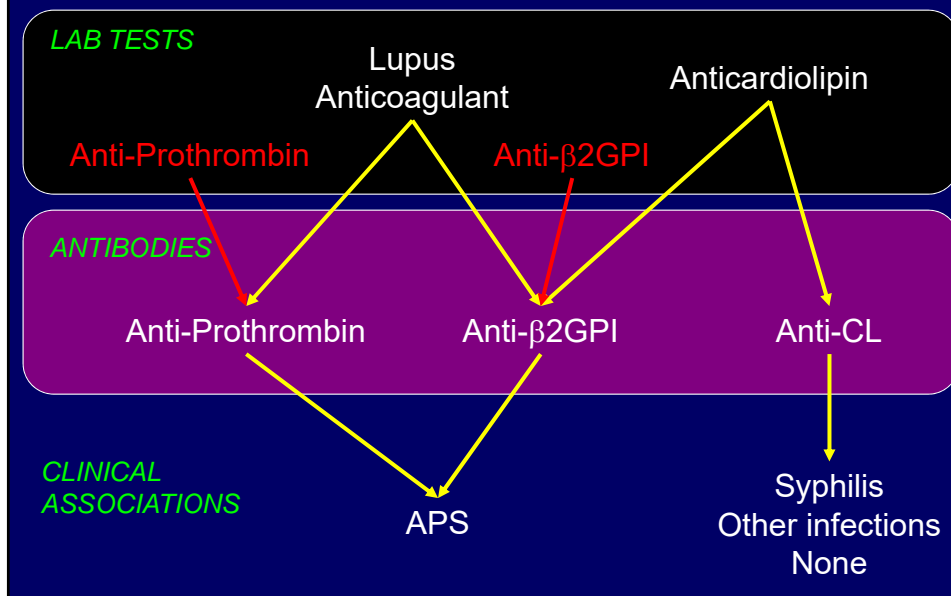 LAB TESTS
Lupus
Anticoagulant
Anticardiolipin
Anti-Prothrombin
Anti-β2GPI
ANTIBODIES
Anti-Prothrombin
Anti-β2GPI
Anti-CL
CLINICAL
ASSOCIATIONS
APS
Syphilis
Other infections
None